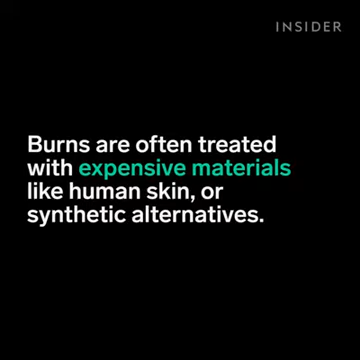 INSIDER
Burns are often treated
with expensive materials
like human skin, or
synthetic alternatives.